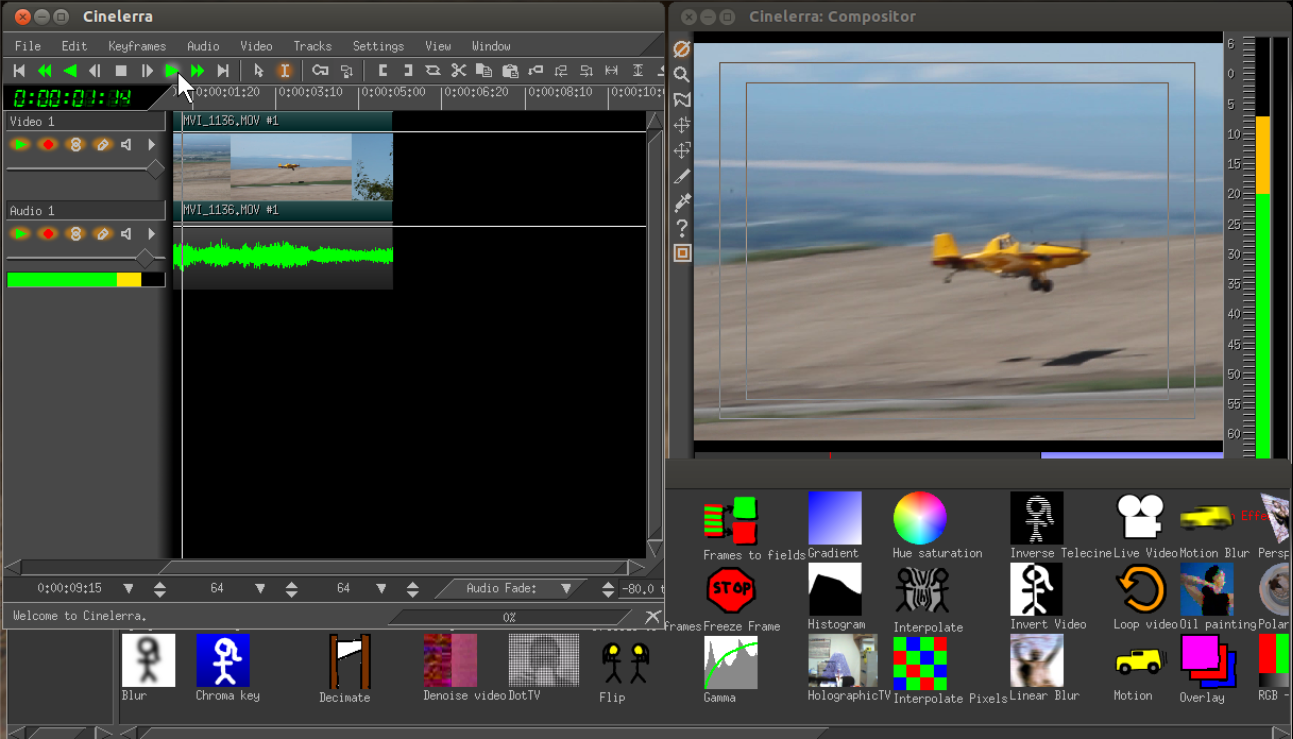 Cinelerra
File Edit Keyframes Audio Video Tracks Settings View Window
0:00:01:14
0:00:01:20 0:00:03:10 0:00:05:00 0:00:06:20 0:00:08:10 0:00:10:
Video 1
MVI_1136.MOV #1
Audio 1
MVI_1136.MOV #1
0:00:09:15 64 64 Audio Fade: -80.0 t
Welcome to Cinelerra. 0%
Cinelerra: Compositor
6
0
5
10
15
20
25
30
35
40
45
50
55
60
Frames to fields Gradient Hue saturation Inverse Telecine Live Video Motion Blur Persp
STOP
frames Freeze Frame Histogram Interpolate Invert Video Loop video Oil painting Polar
Blur Chroma key Decimate Denoise video DotTV Flip Gamma HolographicTV Interpolate Pixels Linear Blur Motion Overlay RGB -